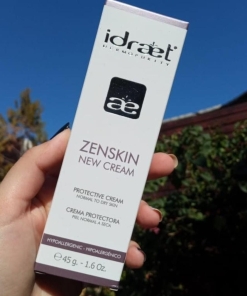 idraet
DERMOPURITY
æ
ZENSKIN
NEW CREAM
PROTECTIVE CREAM
NORMAL TO DRY SKIN
CREMA PROTECTORA
PIEL NORMAL A SECA
HYPOALLERGENIC - HIPOALERGÉNICO
℮ 45 g. - 1.6 Oz.